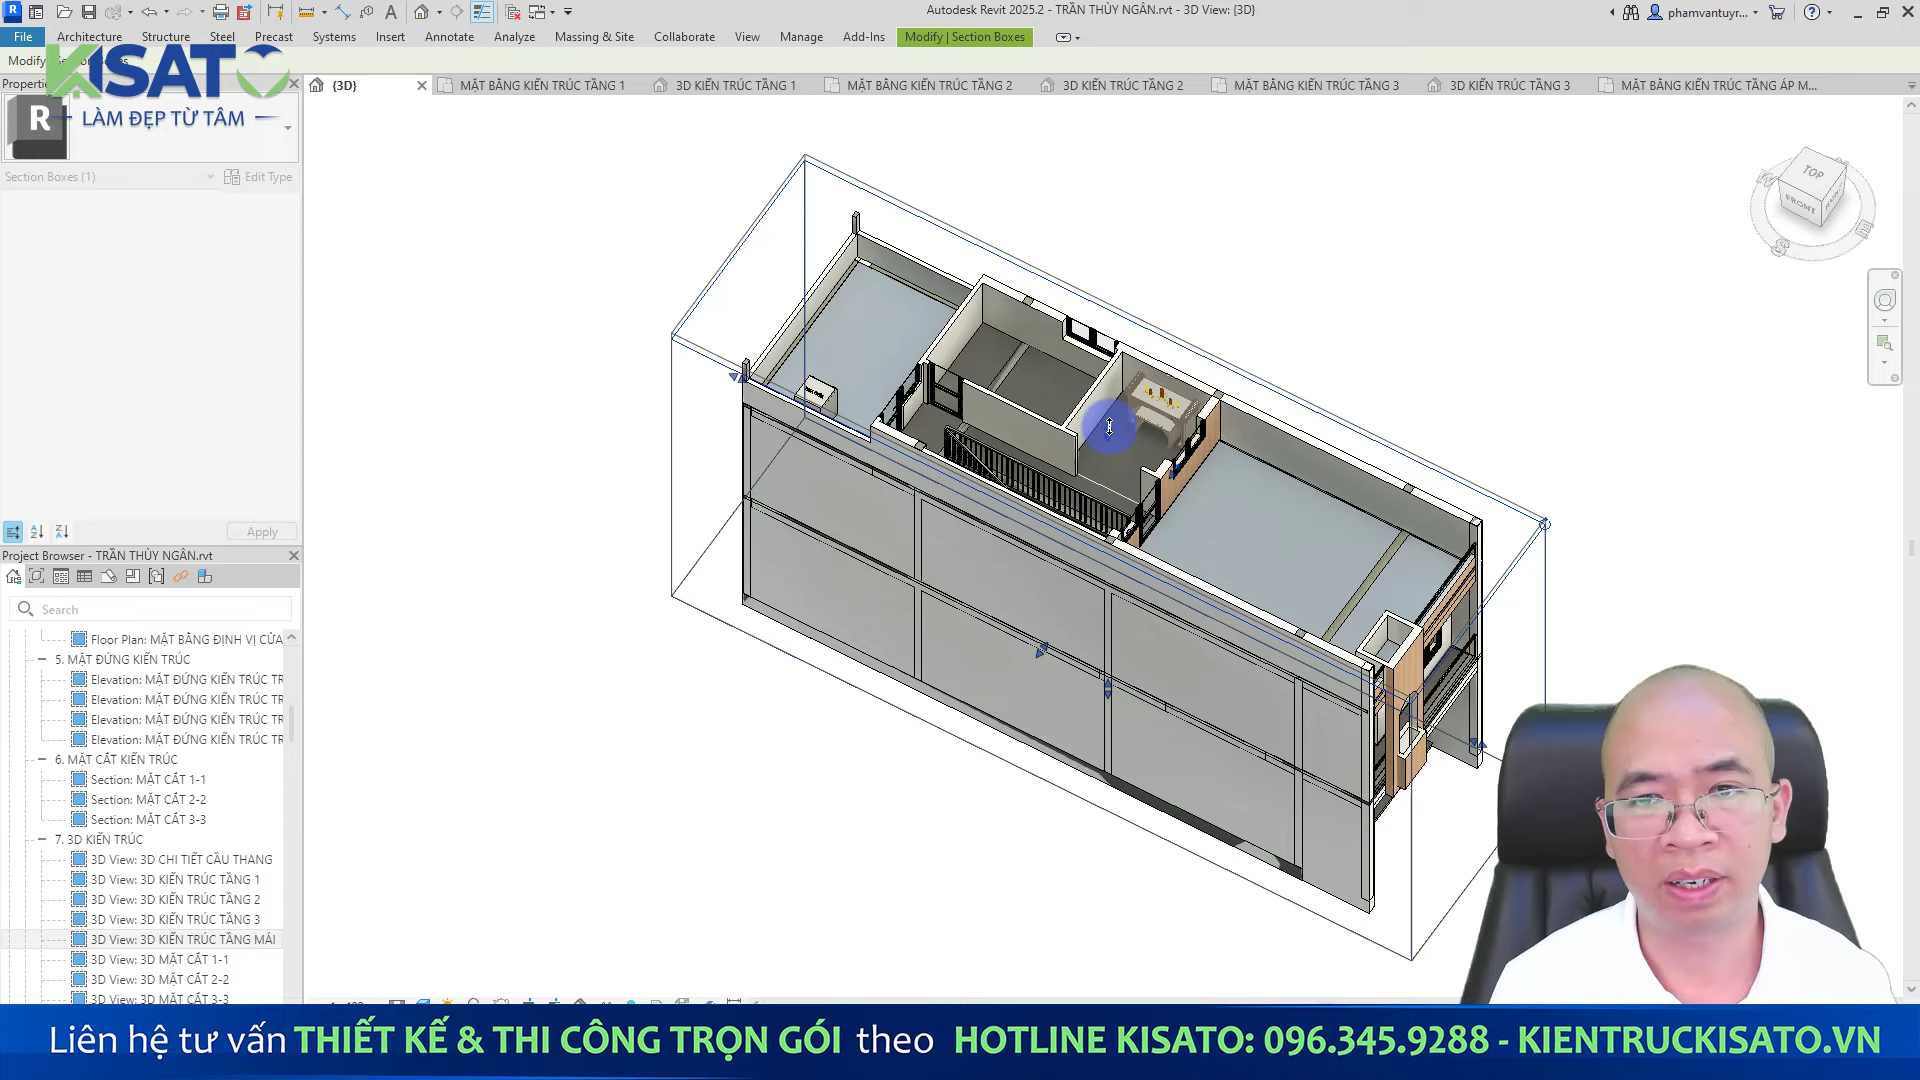 Autodesk Revit 2025.2 - TRẦN THÙY NGÂN.rvt - 3D View: {3D}
phamvantuyr...
File Architecture Structure Steel Precast Systems Insert Annotate Analyze Massing & Site Collaborate View Manage Add-Ins Modify | Section Boxes
KISATO
LÀM ĐẸP TỪ TÂM
{3D}
MẶT BẰNG KIẾN TRÚC TẦNG 1
3D KIẾN TRÚC TẦNG 1
MẶT BẰNG KIẾN TRÚC TẦNG 2
3D KIẾN TRÚC TẦNG 2
MẶT BẰNG KIẾN TRÚC TẦNG 3
3D KIẾN TRÚC TẦNG 3
MẶT BẰNG KIẾN TRÚC TẦNG ÁP M...
R
Section Boxes (1)
Edit Type
Apply
Project Browser - TRẦN THÙY NGÂN.rvt
Search
Floor Plan: MẶT BẰNG ĐỊNH VỊ CỬA
5. MẶT ĐỨNG KIẾN TRÚC
Elevation: MẶT ĐỨNG KIẾN TRÚC TR
Elevation: MẶT ĐỨNG KIẾN TRÚC TR
Elevation: MẶT ĐỨNG KIẾN TRÚC TR
Elevation: MẶT ĐỨNG KIẾN TRÚC TR
6. MẶT CẮT KIẾN TRÚC
Section: MẶT CẮT 1-1
Section: MẶT CẮT 2-2
Section: MẶT CẮT 3-3
7. 3D KIẾN TRÚC
3D View: 3D CHI TIẾT CẦU THANG
3D View: 3D KIẾN TRÚC TẦNG 1
3D View: 3D KIẾN TRÚC TẦNG 2
3D View: 3D KIẾN TRÚC TẦNG 3
3D View: 3D KIẾN TRÚC TẦNG MÁI
3D View: 3D MẶT CẮT 1-1
3D View: 3D MẶT CẮT 2-2
3D View: 3D MẶT CẮT 3-3
TOP
FRONT
W
S
E
Liên hệ tư vấn THIẾT KẾ & THI CÔNG TRỌN GÓI theo HOTLINE KISATO: 096.345.9288 - KIENTRUCKISATO.VN